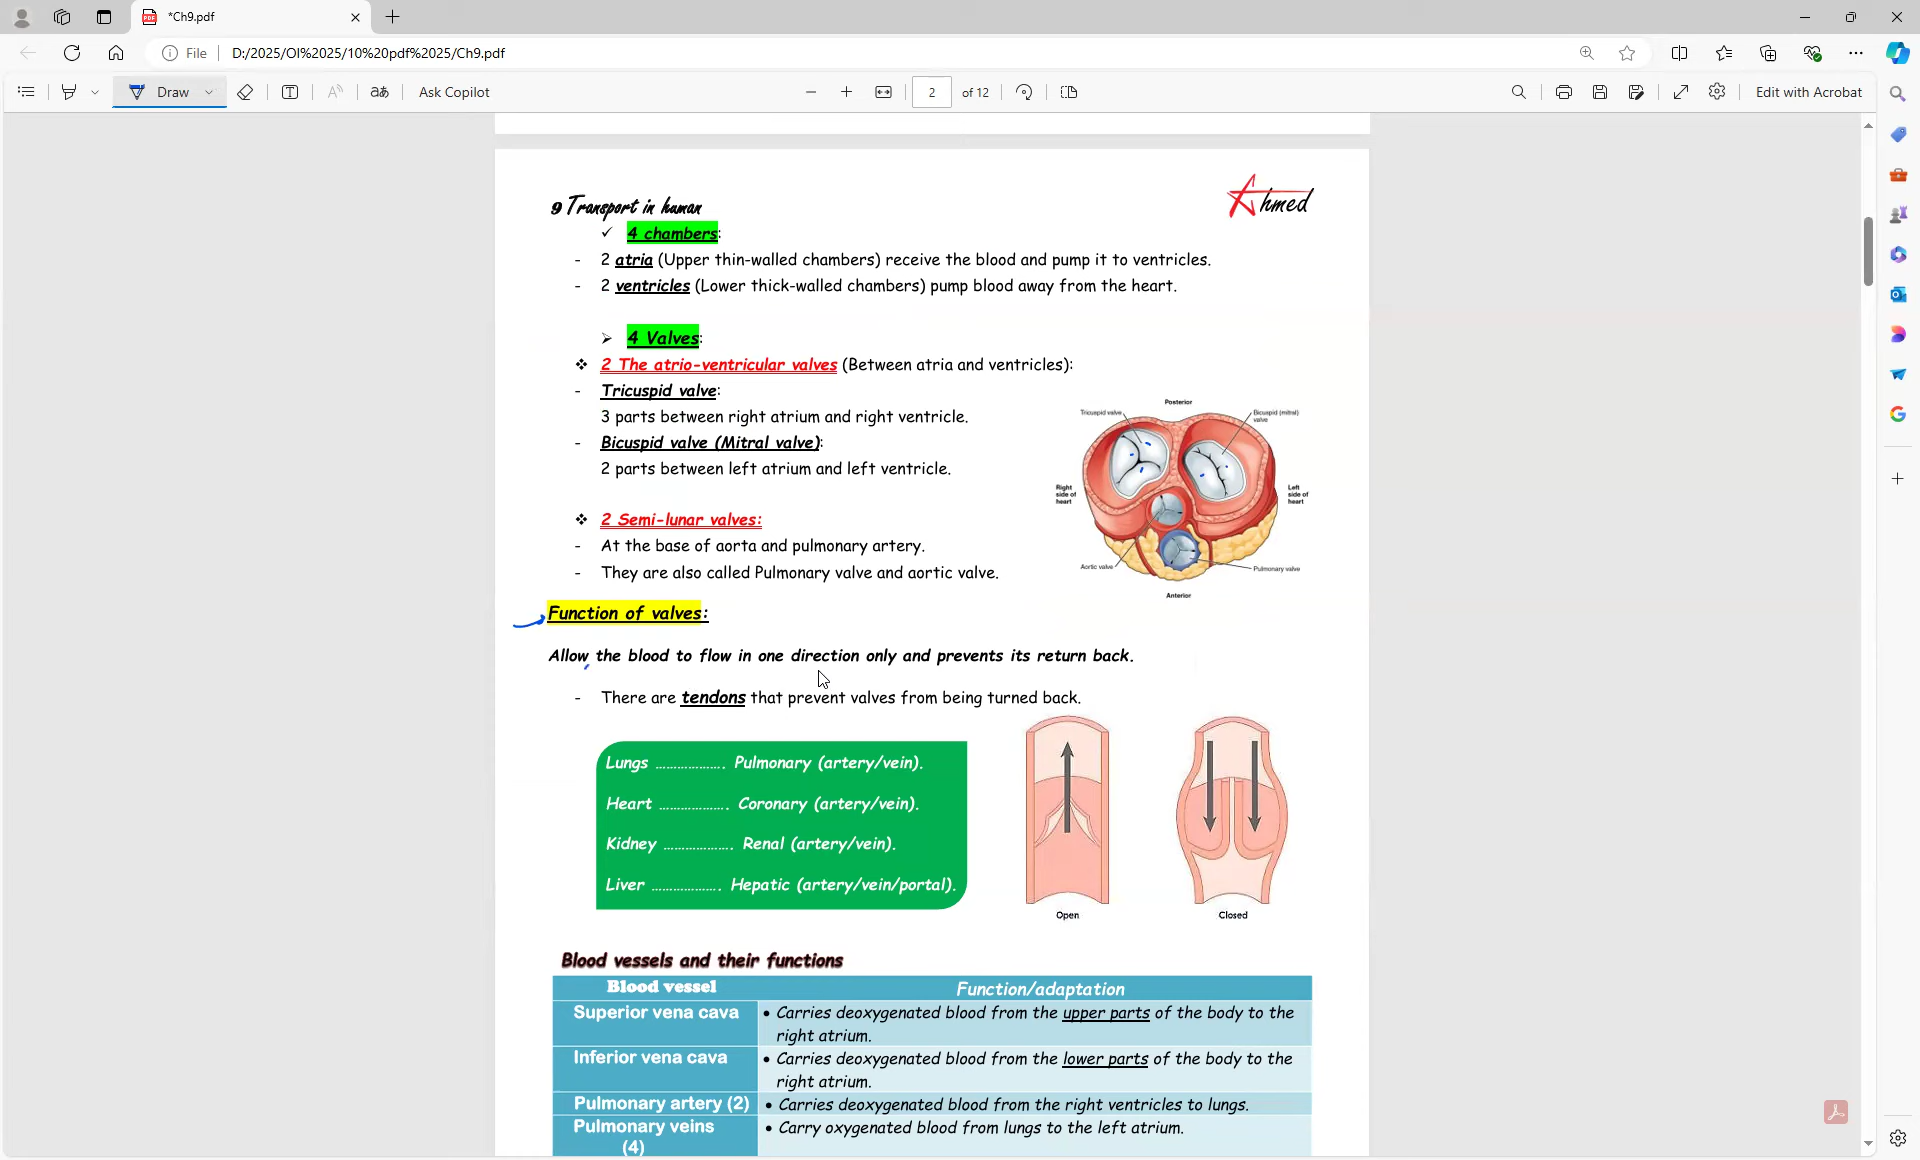 *Ch9.pdf
File
D:/2025/Ol%2025/10%20pdf%2025/Ch9.pdf
Draw
Ask Copilot
2
of 12
Edit with Acrobat
9 Transport in human
Ahmed
✓ 4 chambers:
- 2 atria (Upper thin-walled chambers) receive the blood and pump it to ventricles.
- 2 ventricles (Lower thick-walled chambers) pump blood away from the heart.
➢ 4 Valves:
❖ 2 The atrio-ventricular valves (Between atria and ventricles):
- Tricuspid valve:
3 parts between right atrium and right ventricle.
- Bicuspid valve (Mitral valve):
2 parts between left atrium and left ventricle.
❖ 2 Semi-lunar valves:
- At the base of aorta and pulmonary artery.
- They are also called Pulmonary valve and aortic valve.
Posterior
Tricuspid valve
Bicuspid (mitral)
valve
Right
side of
heart
Left
side of
heart
Aortic valve
Pulmonary valve
Anterior
Function of valves:
Allow the blood to flow in one direction only and prevents its return back.
- There are tendons that prevent valves from being turned back.
Lungs .................. Pulmonary (artery/vein).
Heart .................. Coronary (artery/vein).
Kidney .................. Renal (artery/vein).
Liver .................. Hepatic (artery/vein/portal).
Open
Closed
Blood vessels and their functions
Blood vessel
Function/adaptation
Superior vena cava
• Carries deoxygenated blood from the upper parts of the body to the
right atrium.
Inferior vena cava
• Carries deoxygenated blood from the lower parts of the body to the
right atrium.
Pulmonary artery (2)
• Carries deoxygenated blood from the right ventricles to lungs.
Pulmonary veins
(4)
• Carry oxygenated blood from lungs to the left atrium.